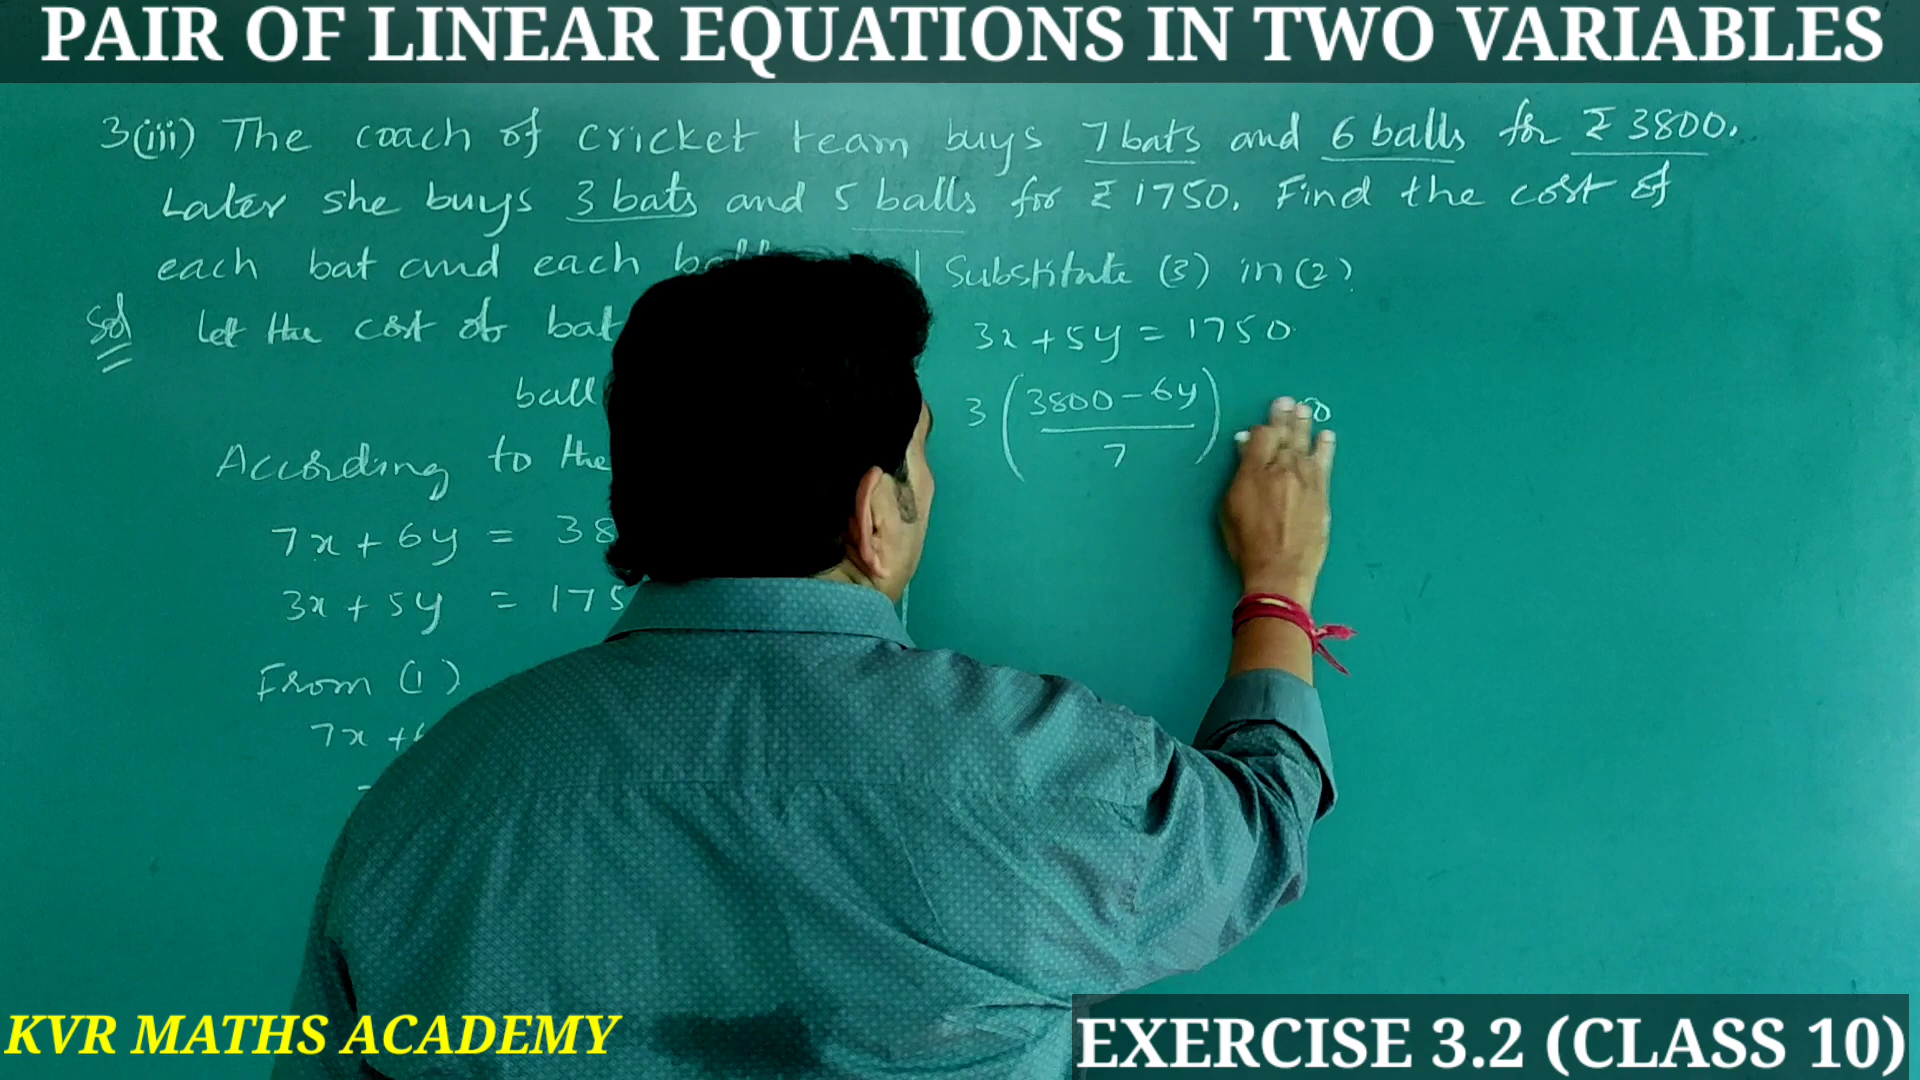 PAIR OF LINEAR EQUATIONS IN TWO VARIABLES
3(iii) The coach of cricket team buys 7 bats and 6 balls for ₹ 3800.
Later she buys 3 bats and 5 balls for ₹ 1750. Find the cost of
each bat and each
Sol let the cost of bat
ball
According to the
7x + 6y = 38
3x + 5y = 175
From (1)
7x +
Substitute (3) in (2)
3x + 5y = 1750
3 ( 3800 - 6y / 7 )
KVR MATHS ACADEMY
EXERCISE 3.2 (CLASS 10)